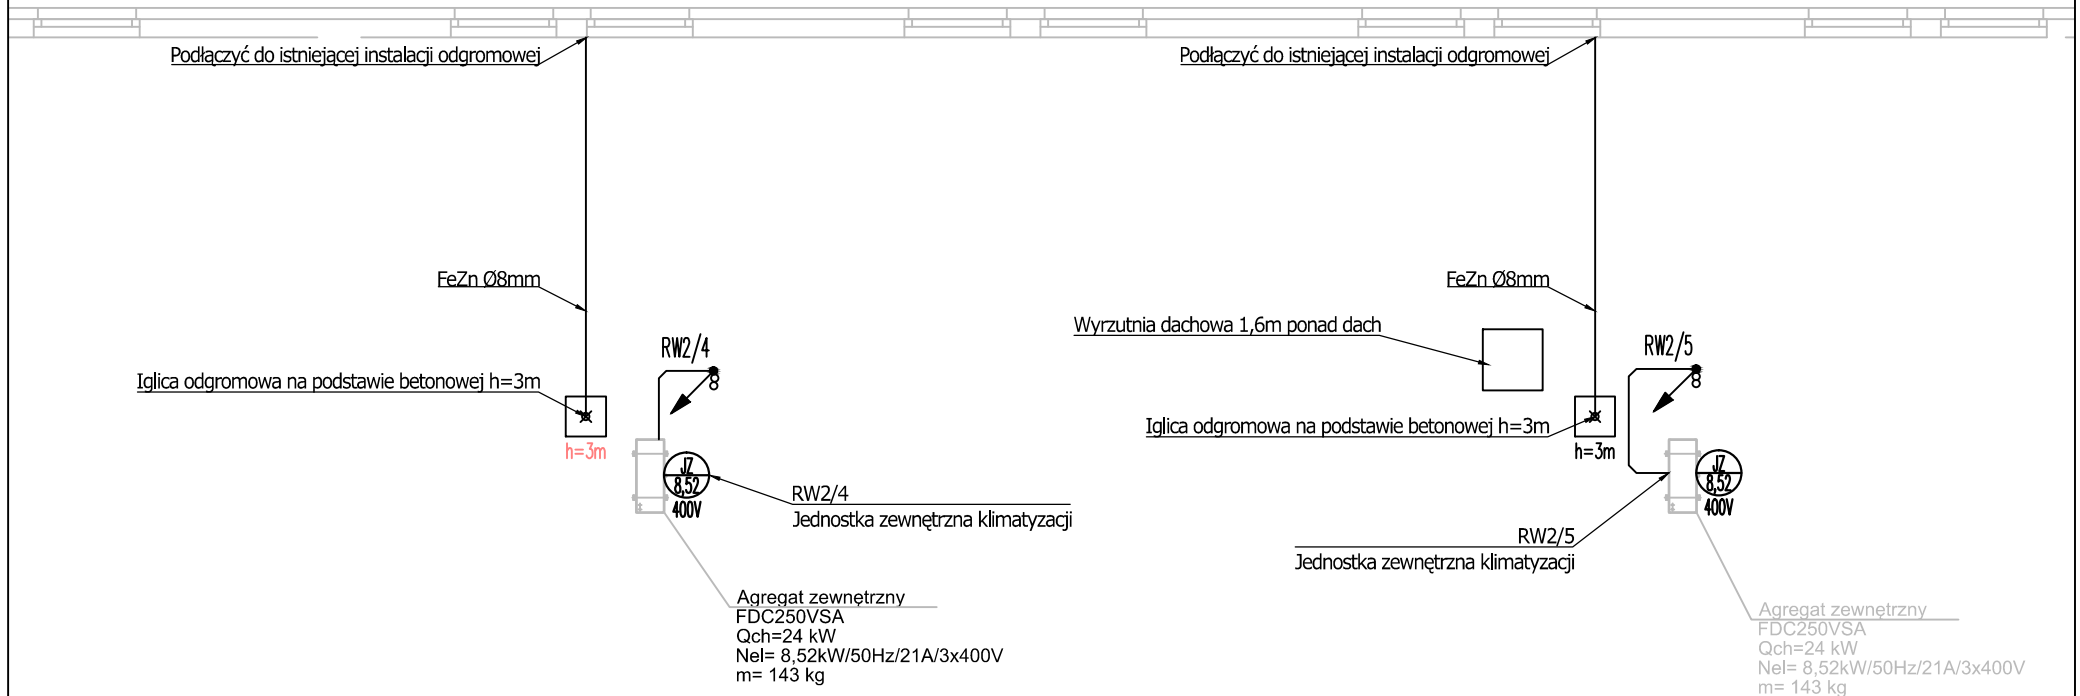 Podłączyć do istniejącej instalacji odgromowej
Podłączyć do istniejącej instalacji odgromowej
FeZn Ø8mm
FeZn Ø8mm
Wyrzutnia dachowa 1,6m ponad dach
RW2/4
RW2/5
Iglica odgromowa na podstawie betonowej h=3m
Iglica odgromowa na podstawie betonowej h=3m
h=3m
h=3m
JZ
8,52
400V
JZ
8,52
400V
RW2/4
Jednostka zewnętrzna klimatyzacji
RW2/5
Jednostka zewnętrzna klimatyzacji
Agregat zewnętrzny
FDC250VSA
Qch=24 kW
Nel= 8,52kW/50Hz/21A/3x400V
m= 143 kg
Agregat zewnętrzny
FDC250VSA
Qch=24 kW
Nel= 8,52kW/50Hz/21A/3x400V
m= 143 kg